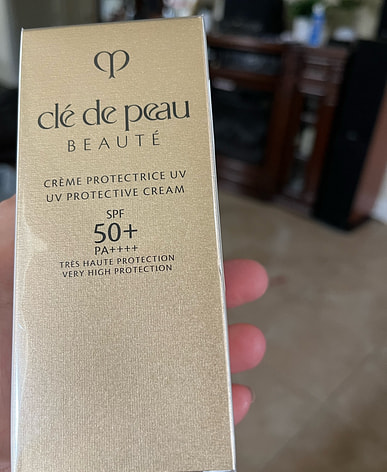 clé de peau
BEAUTÉ
CRÈME PROTECTRICE UV
UV PROTECTIVE CREAM
SPF
50+
PA++++
TRÈS HAUTE PROTECTION
VERY HIGH PROTECTION